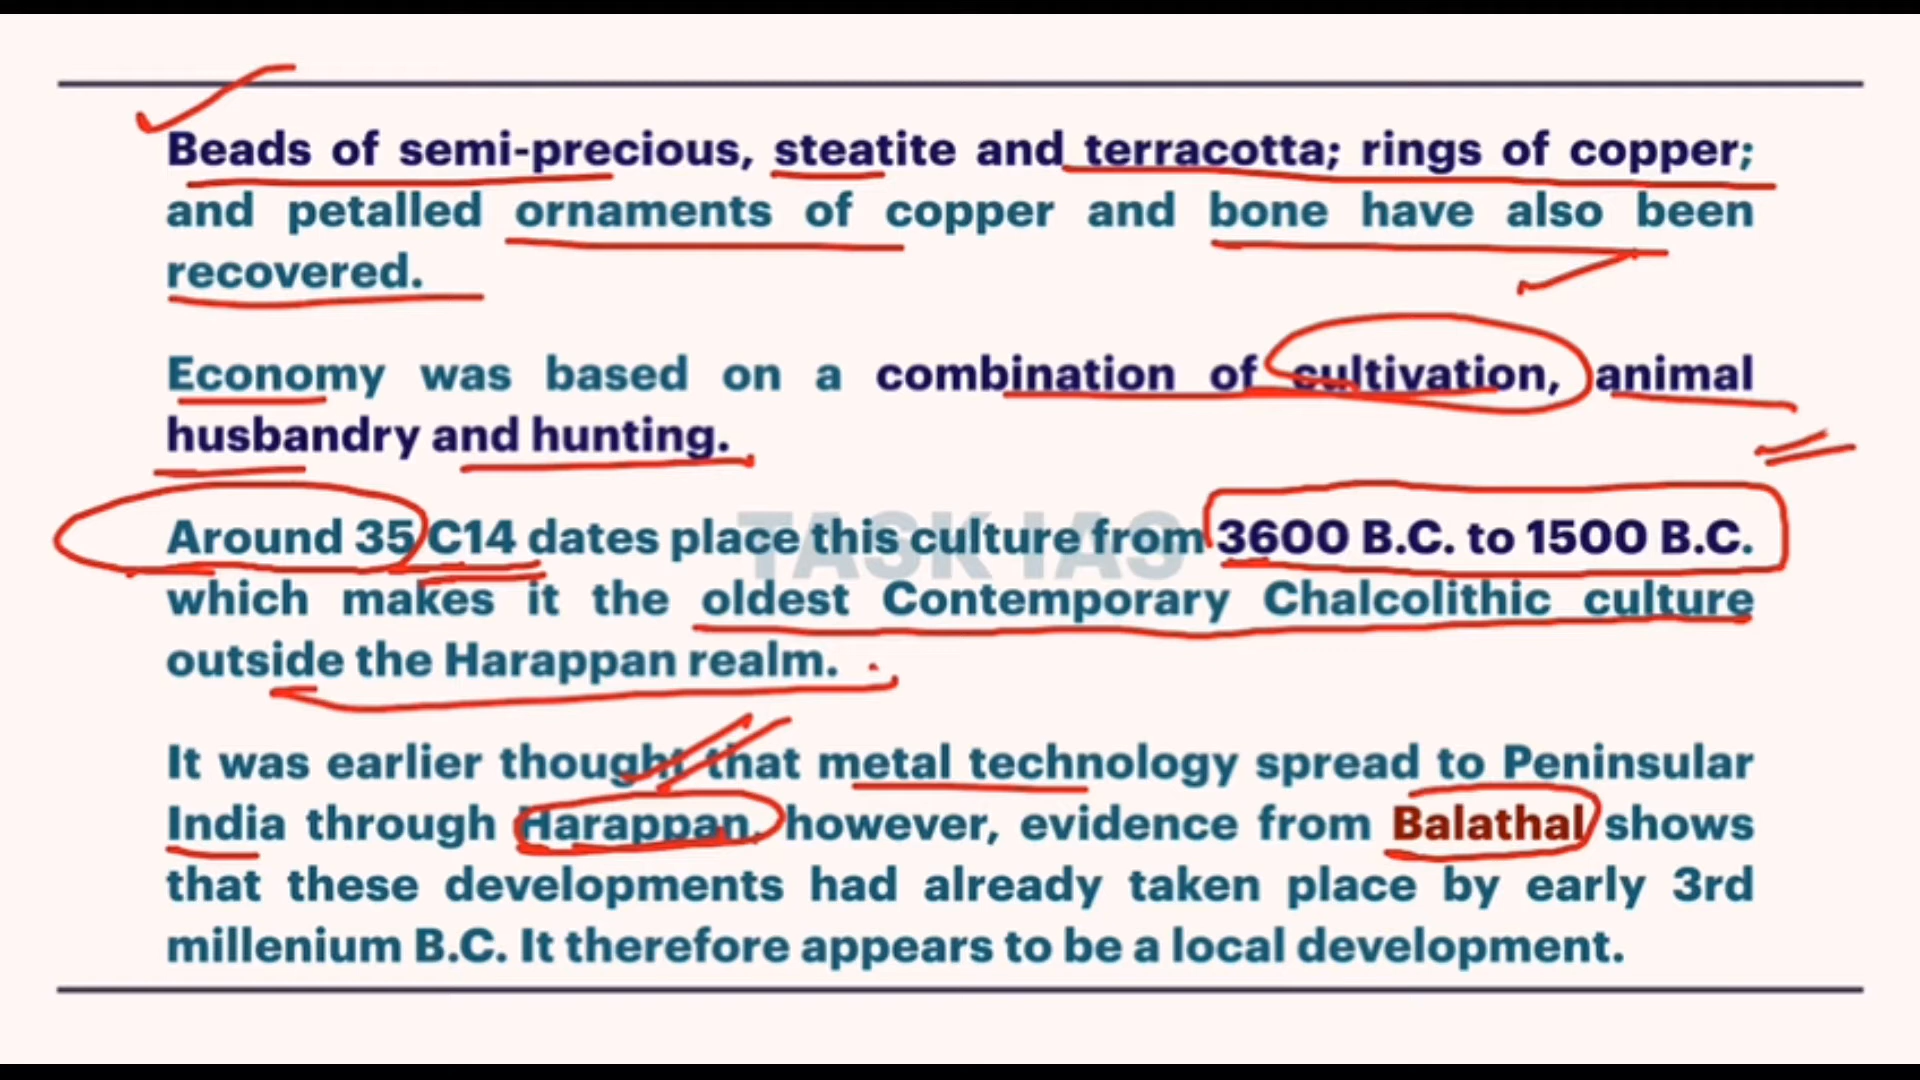 Beads of semi-precious, steatite and terracotta; rings of copper;
and petalled ornaments of copper and bone have also been
recovered.
Economy was based on a combination of cultivation, animal
husbandry and hunting.
Around 35 C14 dates place this culture from 3600 B.C. to 1500 B.C.
which makes it the oldest Contemporary Chalcolithic culture
outside the Harappan realm.
It was earlier thought that metal technology spread to Peninsular
India through Harappan, however, evidence from Balathal shows
that these developments had already taken place by early 3rd
millenium B.C. It therefore appears to be a local development.
TASK IAS